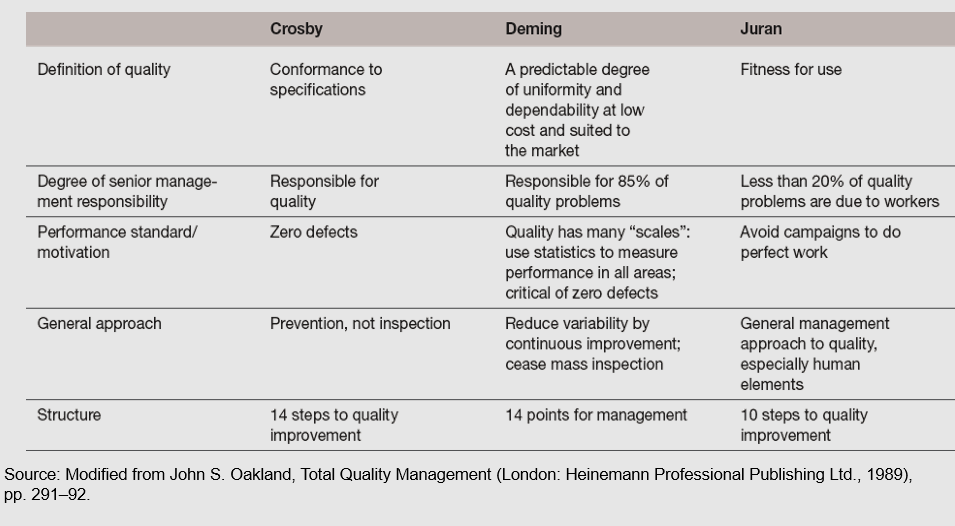 Crosby Deming Juran
Definition of quality
Conformance to
specifications
A predictable degree
of uniformity and
dependability at low
cost and suited to
the market
Fitness for use
Degree of senior manage-
ment responsibility
Responsible for
quality
Responsible for 85% of
quality problems
Less than 20% of quality
problems are due to workers
Performance standard/
motivation
Zero defects
Quality has many “scales”:
use statistics to measure
performance in all areas;
critical of zero defects
Avoid campaigns to do
perfect work
General approach
Prevention, not inspection
Reduce variability by
continuous improvement;
cease mass inspection
General management
approach to quality,
especially human
elements
Structure
14 steps to quality
improvement
14 points for management
10 steps to quality
improvement
Source: Modified from John S. Oakland, Total Quality Management (London: Heinemann Professional Publishing Ltd., 1989),
pp. 291–92.